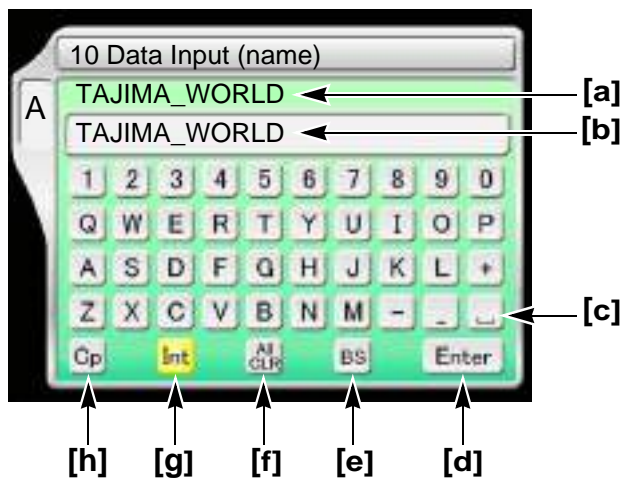 10 Data Input (name)
A
TAJIMA_WORLD [a]
TAJIMA_WORLD [b]
1 2 3 4 5 6 7 8 9 0
Q W E R T Y U I O P
A S D F G H J K L +
Z X C V B N M - _ ⎵ [c]
Cp Int All CLR BS Enter
[h] [g] [f] [e] [d]